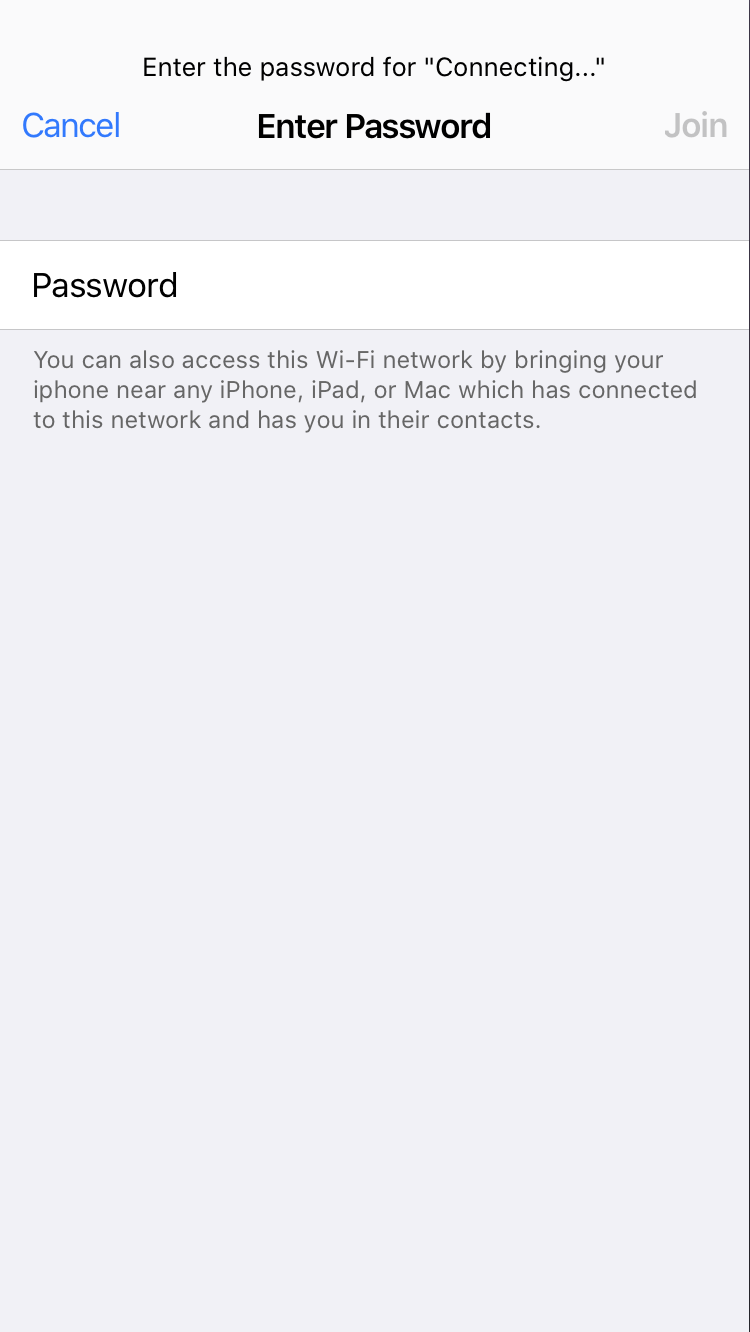 Enter the password for "Connecting..."
Cancel Enter Password Join
Password
You can also access this Wi-Fi network by bringing your
iphone near any iPhone, iPad, or Mac which has connected
to this network and has you in their contacts.